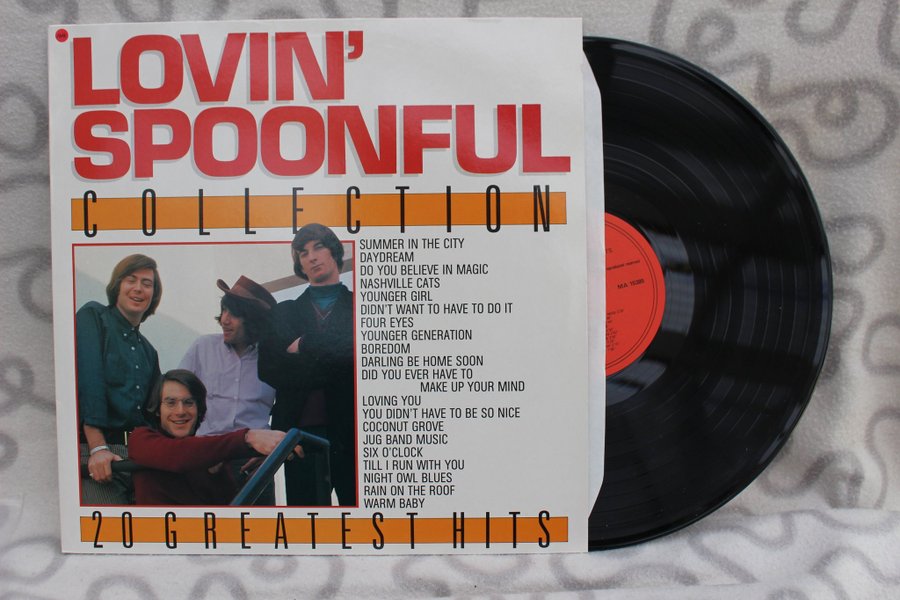 LOVIN'
SPOONFUL
COLLECTION
SUMMER IN THE CITY
DAYDREAM
DO YOU BELIEVE IN MAGIC
NASHVILLE CATS
YOUNGER GIRL
DIDN'T WANT TO HAVE TO DO IT
FOUR EYES
YOUNGER GENERATION
BOREDOM
DARLING BE HOME SOON
DID YOU EVER HAVE TO
MAKE UP YOUR MIND
LOVING YOU
YOU DIDN'T HAVE TO BE SO NICE
COCONUT GROVE
JUG BAND MUSIC
SIX O'CLOCK
TILL I RUN WITH YOU
NIGHT OWL BLUES
RAIN ON THE ROOF
WARM BABY
20 GREATEST HITS